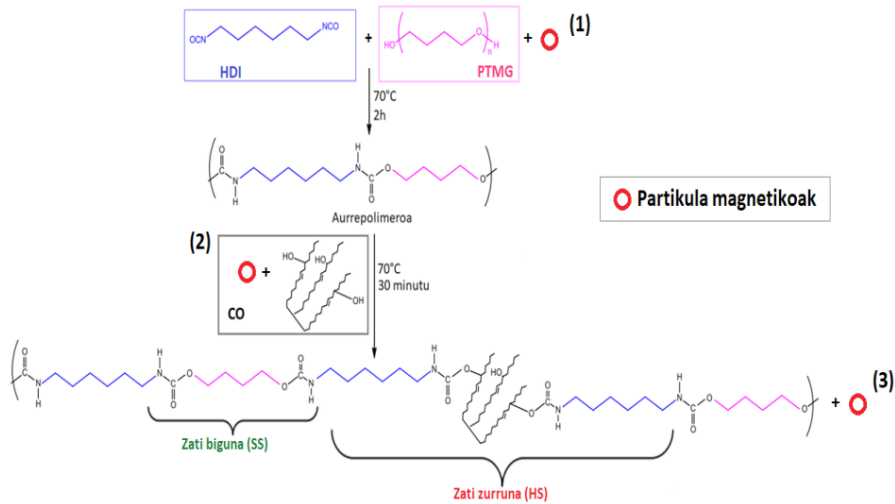 OCN
NCO
HDI
+
HO
O
H
n
PTMG
+
(1)
70°C
2h
O
C
N
H
H
N
C
O
O
O
Aurrepolimeroa
Partikula magnetikoak
(2)
+
HO
HO
OH
CO
70°C
30 minutu
O
C
N
H
H
N
C
O
O
O
O
C
N
H
H
N
C
O
O
HO
O
O
C
N
H
H
N
C
O
O
O
+
(3)
Zati biguna (SS)
Zati zurruna (HS)